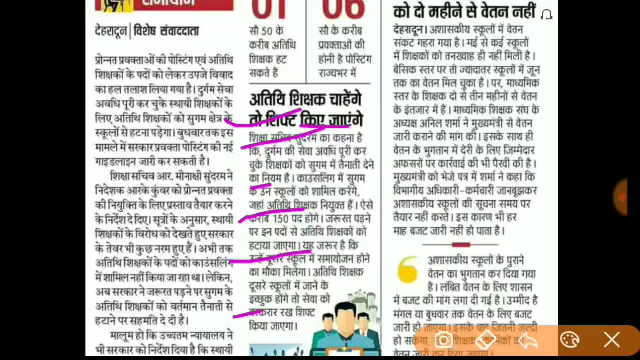 समाधान
देहरादून | विशेष संवाददाता
प्रोन्नत प्रवक्ताओं की पोस्टिंग एवं अतिथि
शिक्षकों के पदों को लेकर उपजे विवाद
का हल तलाश लिया गया है। दुर्गम सेवा
अवधि पूरी कर चुके स्थायी शिक्षकों के
लिए अतिथि शिक्षकों को सुगम क्षेत्र के
स्कूलों से हटना पड़ेगा। बुधवार तक इस
मामले में सरकार प्रवक्ता पोस्टिंग की नई
गाइडलाइन जारी कर सकती है।
शिक्षा सचिव आर. मीनाक्षी सुंदरम ने
निदेशक आरके कुंवर को प्रोन्नत प्रवक्ता
की नियुक्ति के लिए प्रस्ताव तैयार करने
के निर्देश दे दिए। सूत्रों के अनुसार, स्थायी
शिक्षकों के विरोध को देखते हुए सरकार
के तेवर भी कुछ नरम हुए हैं। अभी तक
अतिथि शिक्षकों के पदों को काउंसलिंग
में शामिल नहीं किया जा रहा था। लेकिन,
अब सरकार ने जरूरत पड़ने पर सुगम के
अतिथि शिक्षकों को वर्तमान तैनाती से
हटाने पर सहमति दे दी है।
मालूम हो कि उच्चतम न्यायालय ने
भी सरकार को निर्देश दिया है कि स्थायी
01
सौ 50 के
करीब अतिथि
शिक्षक हट
सकते हैं
06
सौ के करीब
प्रवक्ताओं की
होनी है पोस्टिंग
राज्यभर में
अतिथि शिक्षक चाहेंगे
तो शिफ्ट किए जाएंगे
शिक्षा सचिव सुंदरम का कहना है
कि, दुर्गम की सेवा अवधि पूरी कर
चुके शिक्षकों को सुगम में तैनाती देने
का नियम है। काउंसलिंग में सुगम
के उन स्कूलों को शामिल करेंगे,
जहां अतिथि शिक्षक नियुक्त हैं। ऐसे
करीब 150 पद होंगे। जरूरत पड़ने
पर इन पदों से अतिथि शिक्षकों को
हटाया जाएगा। यह जरूर है कि
उन्हें दूसरे स्कूल में समायोजन होने
का मौका मिलेगा। अतिथि शिक्षक
दूसरे स्कूलों में जाने के
इच्छुक होंगे तो सेवा को
बरकरार रख शिफ्ट
किया जाएगा।
को दो महीने से वेतन नहीं
देहरादून। अशासकीय स्कूलों में वेतन
संकट गहरा गया है। मई से कई स्कूलों
में शिक्षकों को तनख्वाह ही नहीं मिली है।
बेसिक स्तर पर तो ज्यादातर स्कूलों में जून
तक का वेतन मिल चुका है। पर, माध्यमिक
स्तर के शिक्षक दो से तीन महीनों से वेतन
के इंतजार में हैं। माध्यमिक शिक्षक संघ के
अध्यक्ष अनिल शर्मा ने मुख्यमंत्री से वेतन
जारी कराने की मांग की। इसके साथ ही
वेतन के भुगतान में देरी के लिए जिम्मेदार
अफसरों पर कार्रवाई की भी पैरवी की है।
मुख्यमंत्री को भेजे पत्र में शर्मा ने कहा
कि विभागीय अधिकारी-कर्मचारी जानबूझकर
अशासकीय स्कूलों की सूचना समय पर
तैयार नहीं करते। इस कारण भी हर
माह बजट जारी नहीं हो पाता है।
अशासकीय स्कूलों के पुराने
वेतन का भुगतान कर दिया गया
है। लंबित वेतन के लिए शासन
में बजट की मांग लगा दी गई है। उम्मीद है
मंगल या बुधवार तक वेतन के लिए बजट
जारी हो जाएगा।